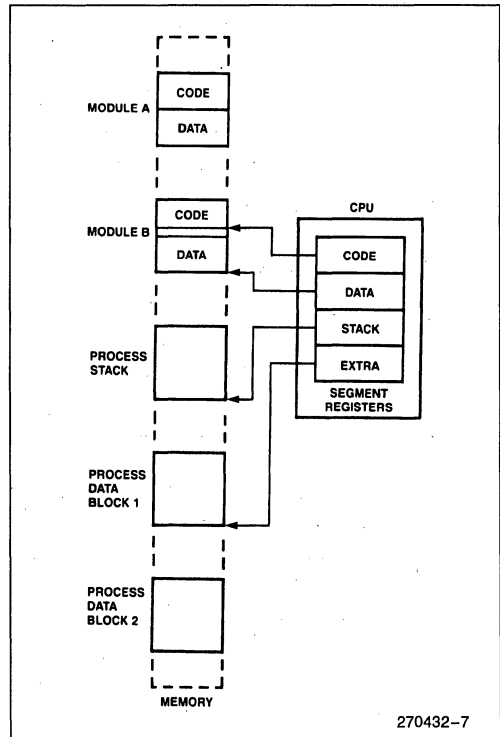 CODE
MODULE A
DATA
CPU
CODE
MODULE B
DATA
CODE
DATA
STACK
EXTRA
SEGMENT
REGISTERS
PROCESS
STACK
PROCESS
DATA
BLOCK 1
PROCESS
DATA
BLOCK 2
MEMORY
270432-7